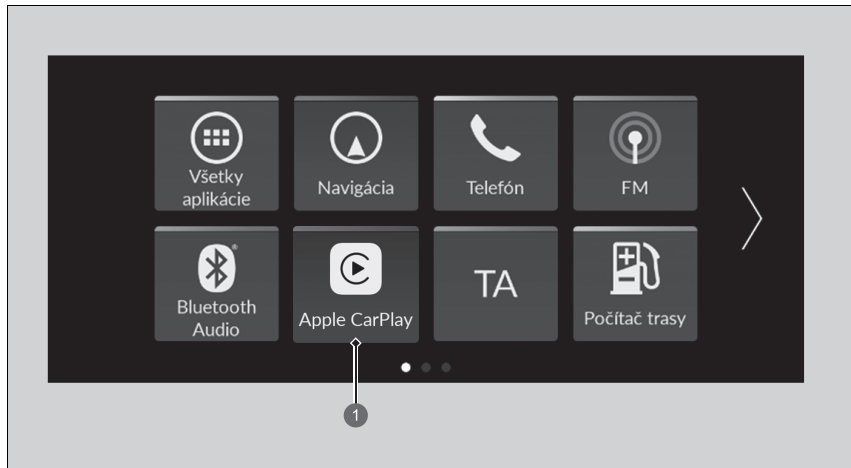 Všetky
aplikácie
Navigácia
Telefón
FM
Bluetooth
Audio
Apple CarPlay
TA
Počítač trasy
1